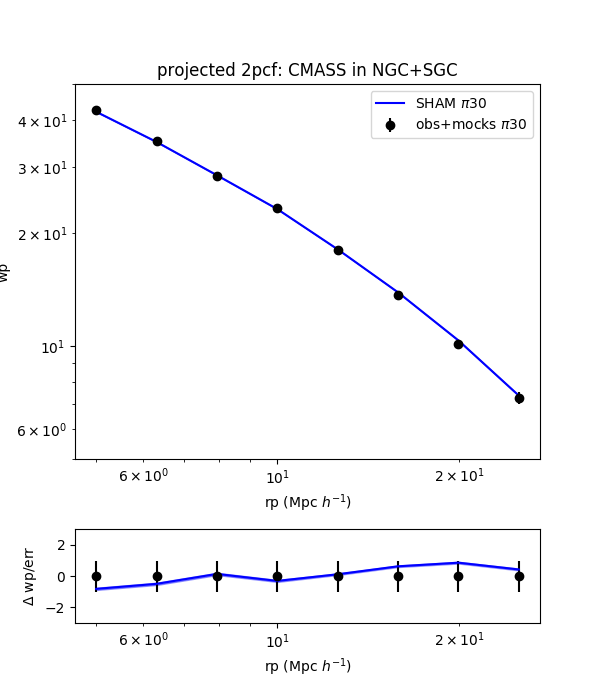 projected 2pcf: CMASS in NGC+SGC
SHAM π30
obs+mocks π30
wp
4 × 10¹
3 × 10¹
2 × 10¹
10¹
6 × 10⁰
6 × 10⁰
10¹
2 × 10¹
rp (Mpc h⁻¹)
Δ wp/err
2
0
−2
6 × 10⁰
10¹
2 × 10¹
rp (Mpc h⁻¹)